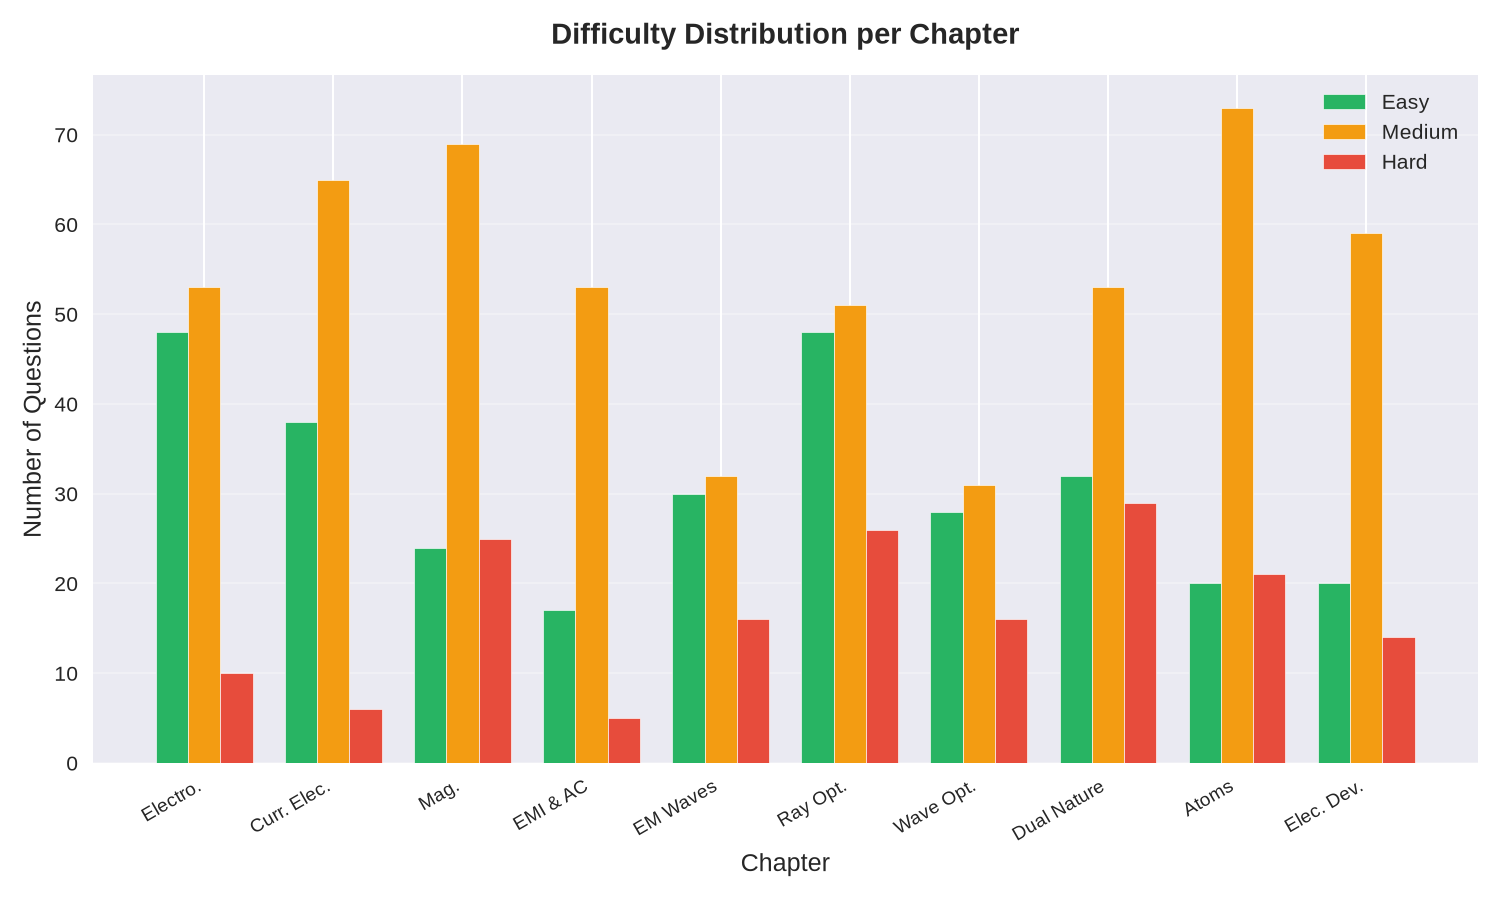 Difficulty Distribution per Chapter
Easy
Medium
Hard
Number of Questions
70
60
50
40
30
20
10
0
Electro.
Curr. Elec.
Mag.
EMI & AC
EM Waves
Ray Opt.
Wave Opt.
Dual Nature
Atoms
Elec. Dev.
Chapter